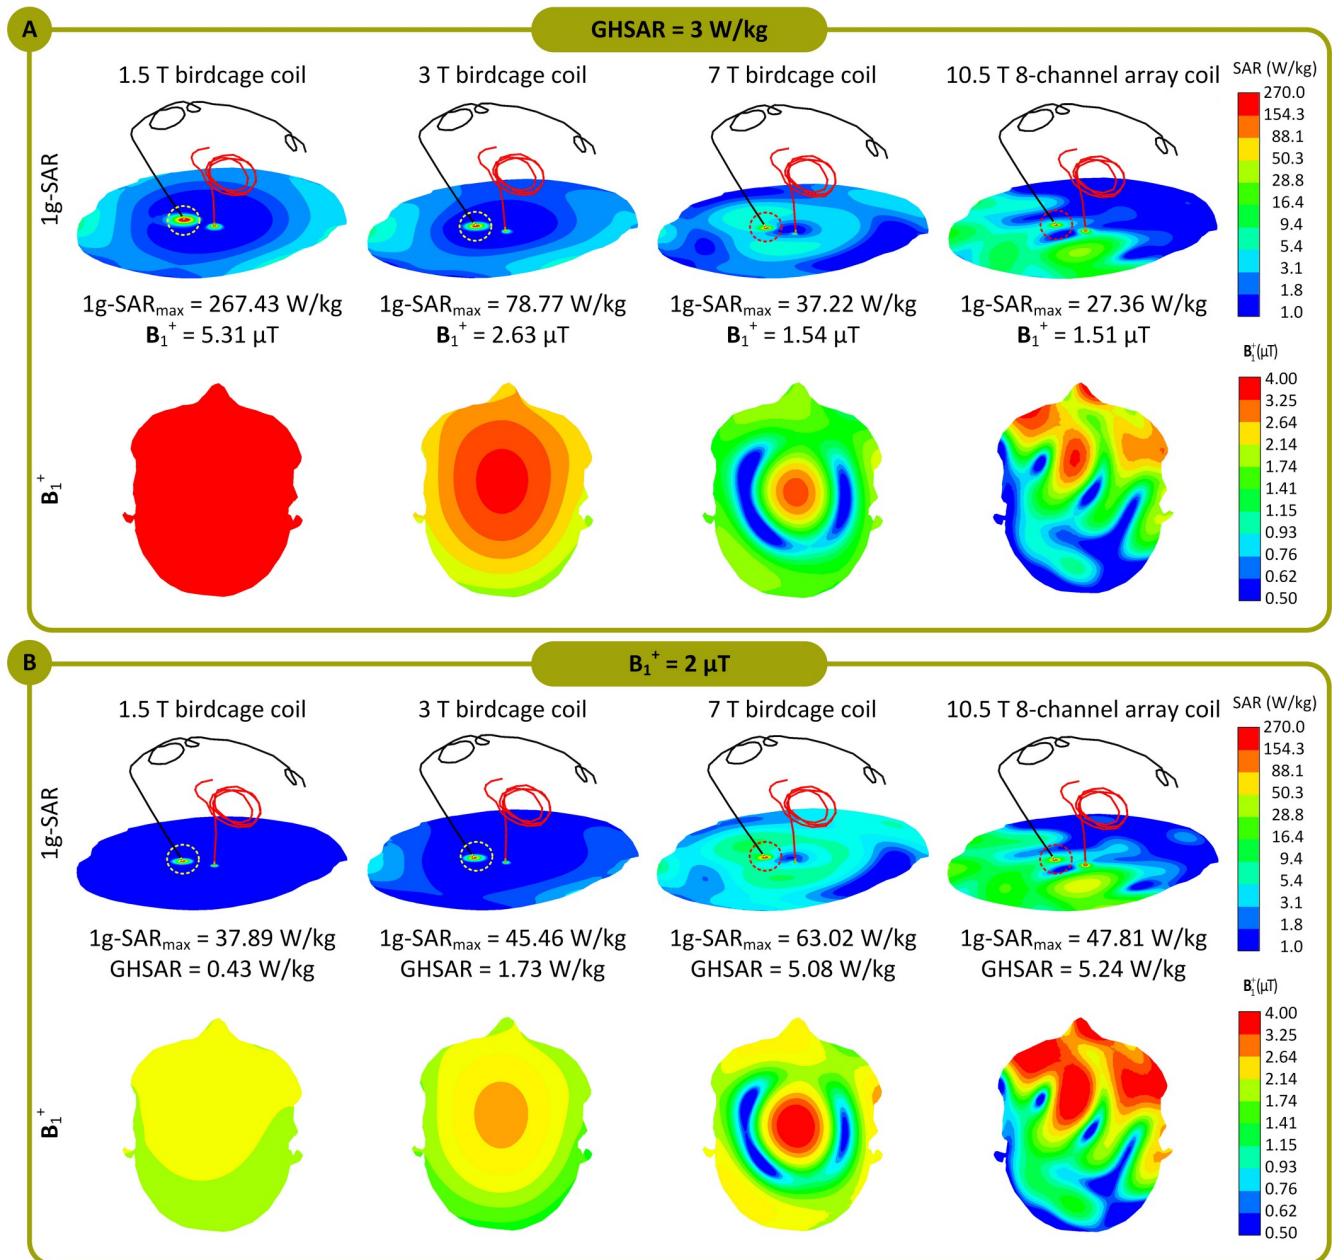 A
GHSAR = 3 W/kg
1.5 T birdcage coil
3 T birdcage coil
7 T birdcage coil
10.5 T 8-channel array coil
SAR (W/kg)
270.0
154.3
88.1
50.3
28.8
16.4
9.4
5.4
3.1
1.8
1.0
1g-SAR
1g-SARmax = 267.43 W/kg
B1+ = 5.31 µT
1g-SARmax = 78.77 W/kg
B1+ = 2.63 µT
1g-SARmax = 37.22 W/kg
B1+ = 1.54 µT
1g-SARmax = 27.36 W/kg
B1+ = 1.51 µT
B1+(µT)
4.00
3.25
2.64
2.14
1.74
1.41
1.15
0.93
0.76
0.62
0.50
B1+
B
B1+ = 2 µT
1.5 T birdcage coil
3 T birdcage coil
7 T birdcage coil
10.5 T 8-channel array coil
SAR (W/kg)
270.0
154.3
88.1
50.3
28.8
16.4
9.4
5.4
3.1
1.8
1.0
1g-SAR
1g-SARmax = 37.89 W/kg
GHSAR = 0.43 W/kg
1g-SARmax = 45.46 W/kg
GHSAR = 1.73 W/kg
1g-SARmax = 63.02 W/kg
GHSAR = 5.08 W/kg
1g-SARmax = 47.81 W/kg
GHSAR = 5.24 W/kg
B1+(µT)
4.00
3.25
2.64
2.14
1.74
1.41
1.15
0.93
0.76
0.62
0.50
B1+